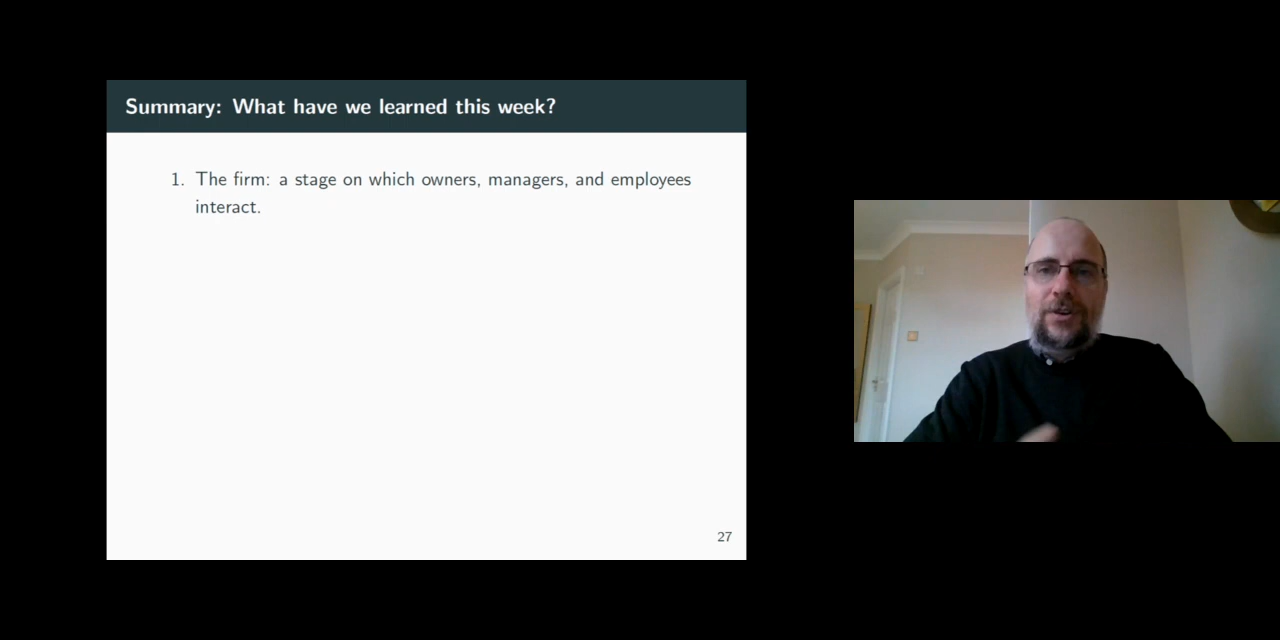 Summary: What have we learned this week?
1. The firm: a stage on which owners, managers, and employees
interact.
27